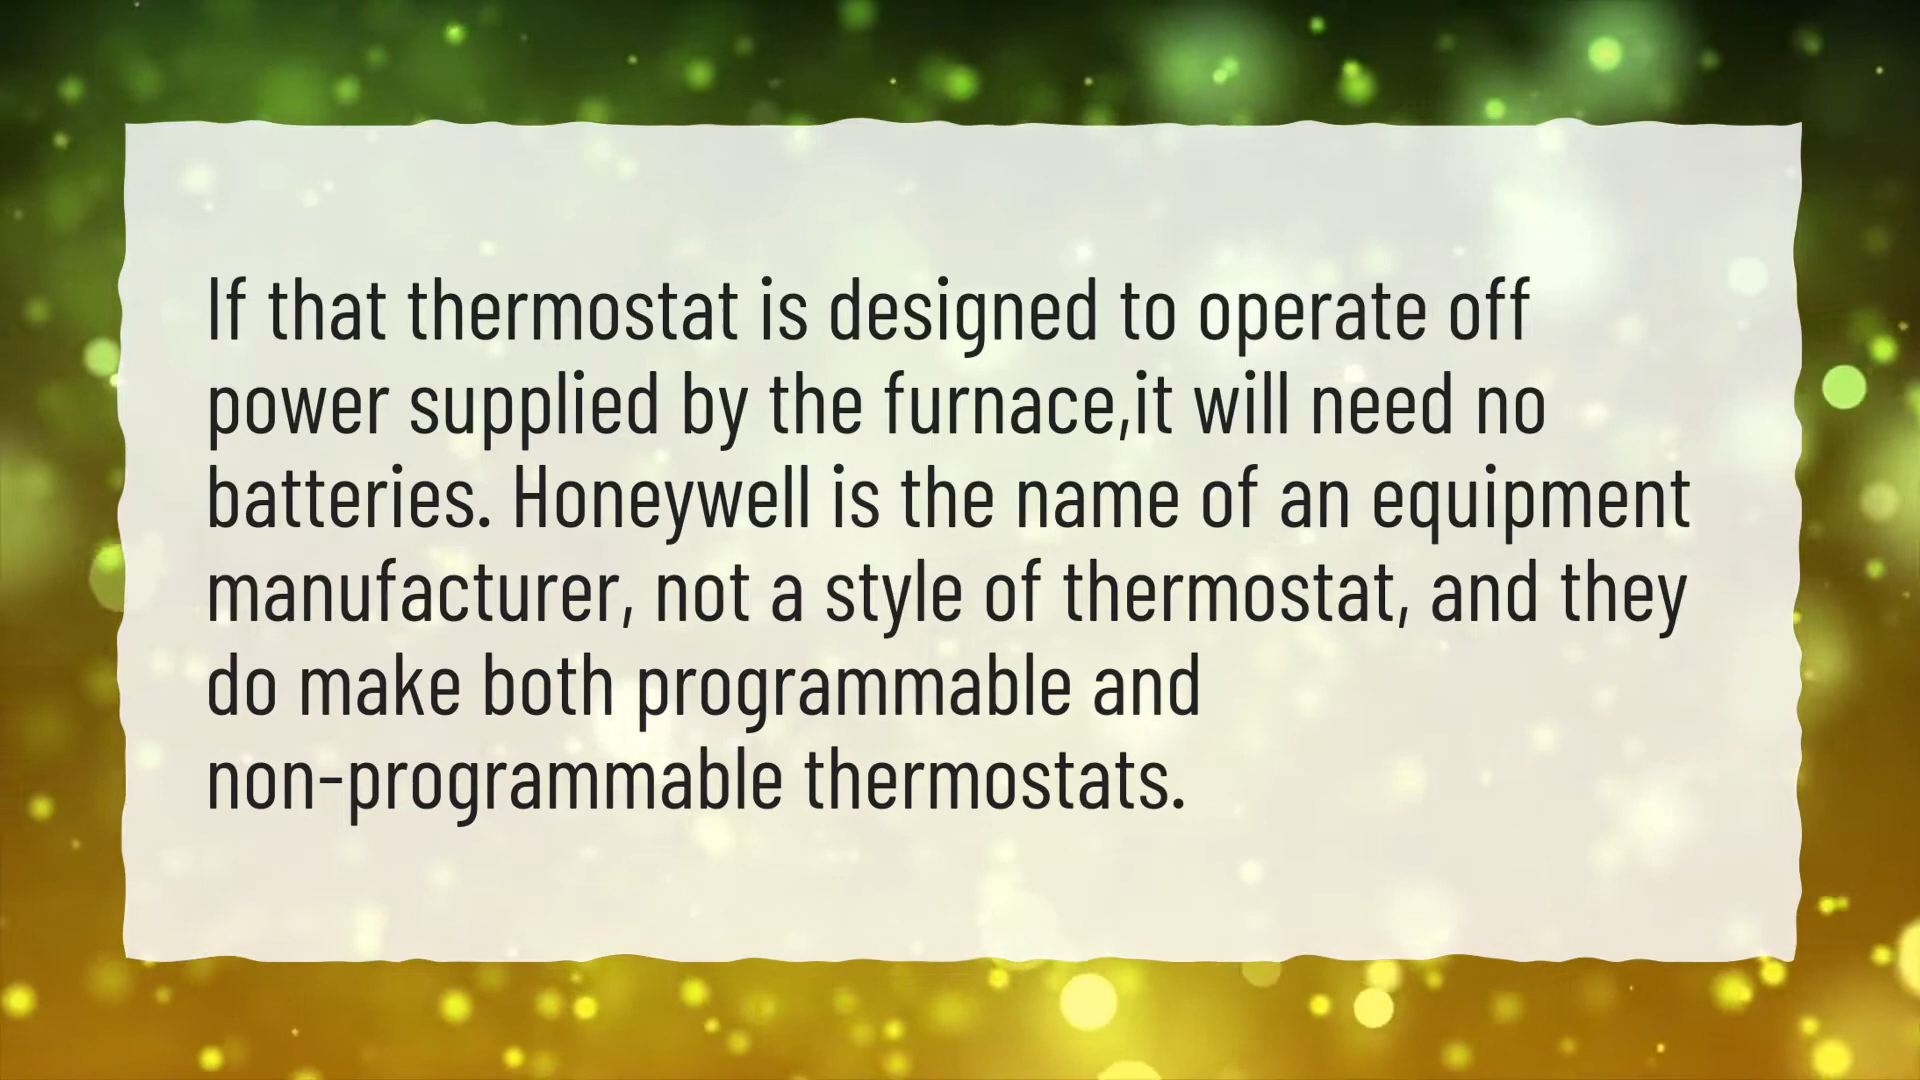 If that thermostat is designed to operate off
power supplied by the furnace,it will need no
batteries. Honeywell is the name of an equipment
manufacturer, not a style of thermostat, and they
do make both programmable and
non-programmable thermostats.